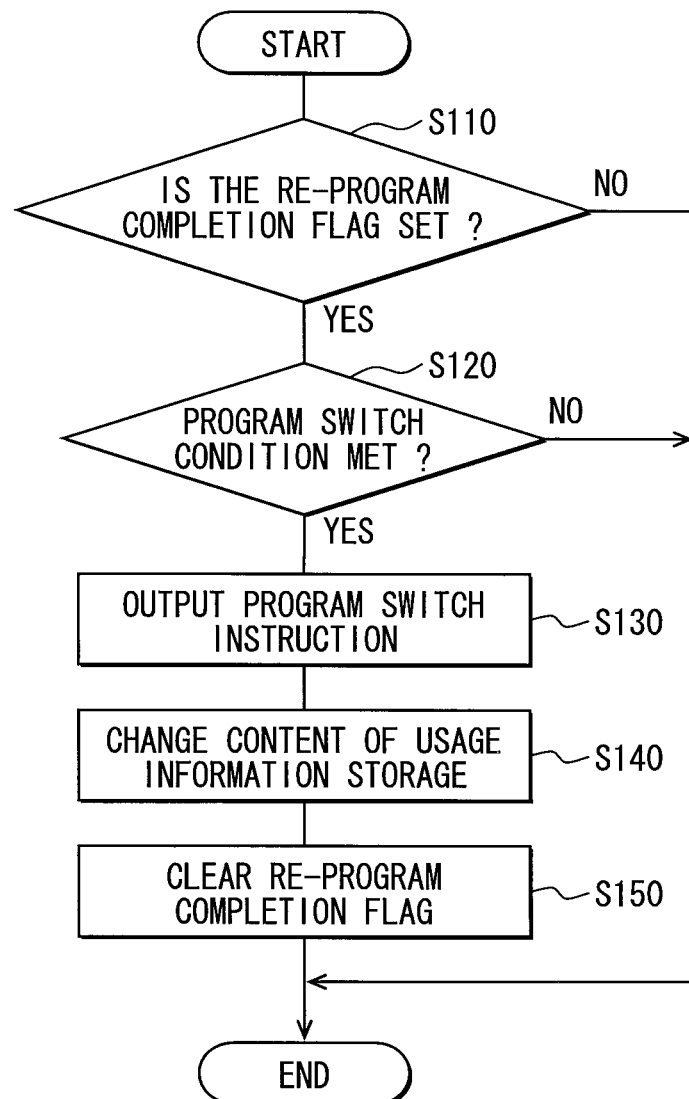 START
S110
IS THE RE-PROGRAM
COMPLETION FLAG SET ?
NO
YES
S120
PROGRAM SWITCH
CONDITION MET ?
NO
YES
OUTPUT PROGRAM SWITCH
INSTRUCTION
S130
CHANGE CONTENT OF USAGE
INFORMATION STORAGE
S140
CLEAR RE-PROGRAM
COMPLETION FLAG
S150
END